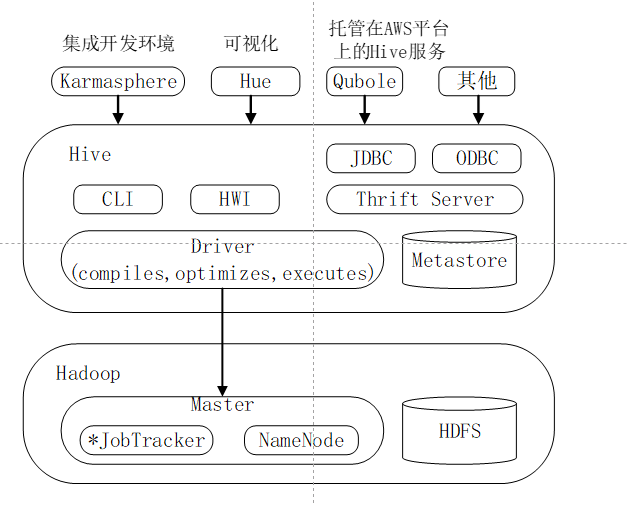 集成开发环境
可视化
托管在AWS平台
上的Hive服务
Karmasphere
Hue
Qubole
其他
Hive
JDBC
ODBC
CLI
HWI
Thrift Server
Driver
(compiles,optimizes,executes)
Metastore
Hadoop
Master
*JobTracker
NameNode
HDFS